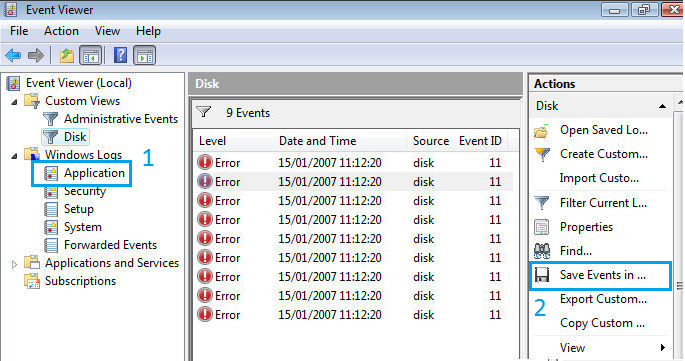 Event Viewer
File Action View Help
Event Viewer (Local)
Custom Views
Administrative Events
Disk
Windows Logs
1
Application
Security
Setup
System
Forwarded Events
Applications and Services
Subscriptions
Disk
9 Events
Level Date and Time Source Event ID
Error 15/01/2007 11:12:20 disk 11
Error 15/01/2007 11:12:20 disk 11
Error 15/01/2007 11:12:20 disk 11
Error 15/01/2007 11:12:20 disk 11
Error 15/01/2007 11:12:20 disk 11
Error 15/01/2007 11:12:20 disk 11
Error 15/01/2007 11:12:20 disk 11
Error 15/01/2007 11:12:20 disk 11
Error 15/01/2007 11:12:20 disk 11
Actions
Disk
Open Saved Lo...
Create Custom...
Import Custo...
Filter Current L...
Properties
Find...
Save Events in ...
2
Export Custom...
Copy Custom ...
View